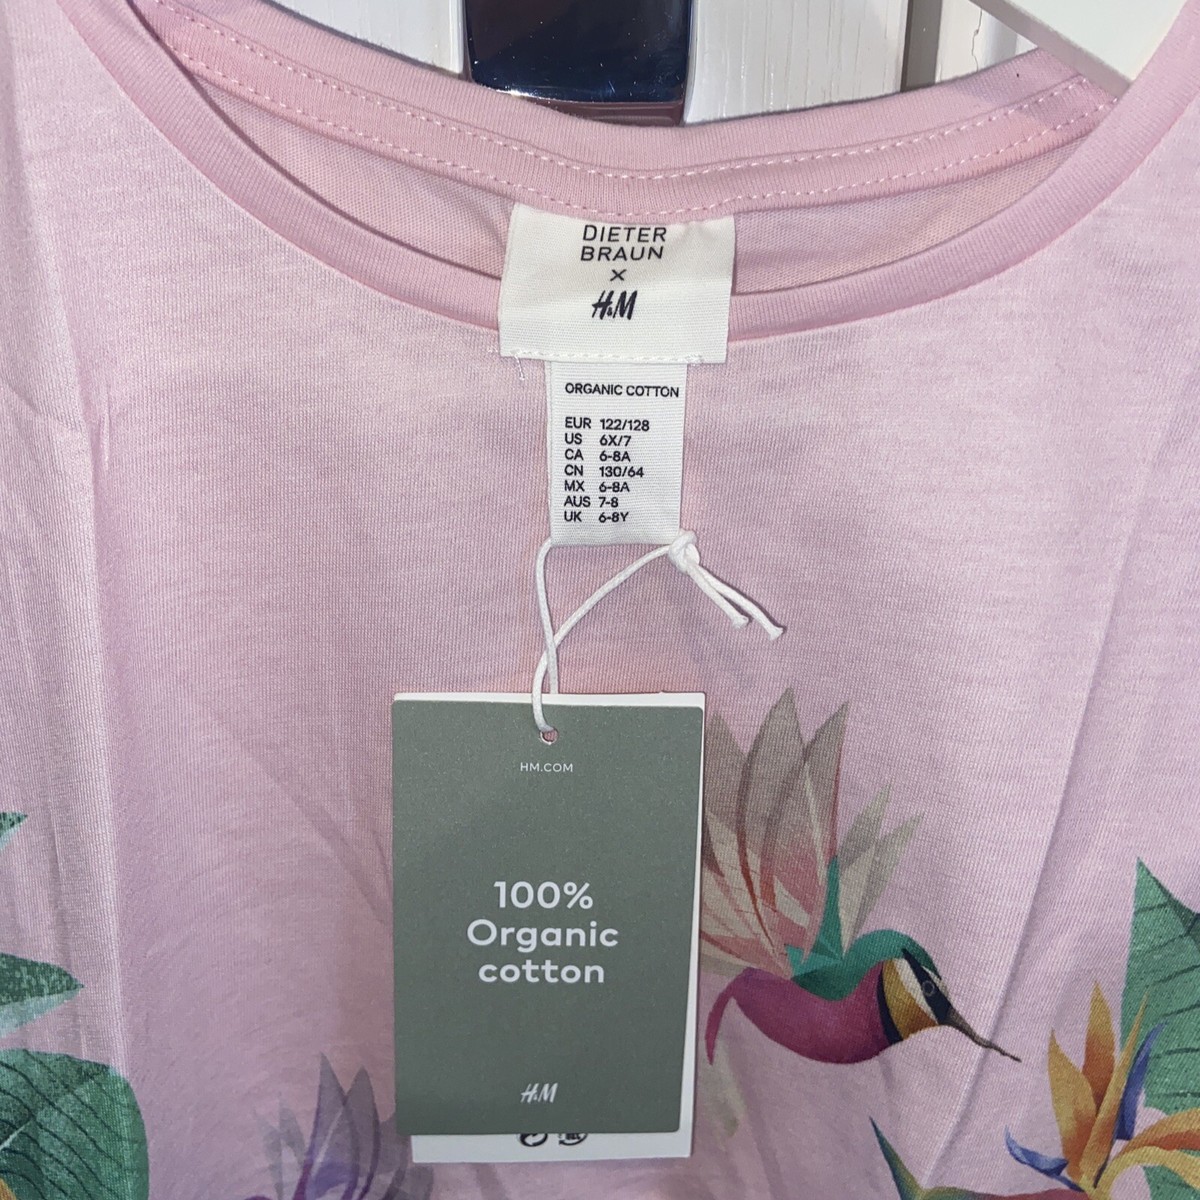 DIETER
BRAUN
×
H&M
ORGANIC COTTON
EUR 122/128
US 6X/7
CA 6-8A
CN 130/64
MX 6-8A
AUS 7-8
UK 6-8Y
HM.COM
100%
Organic
cotton
H&M